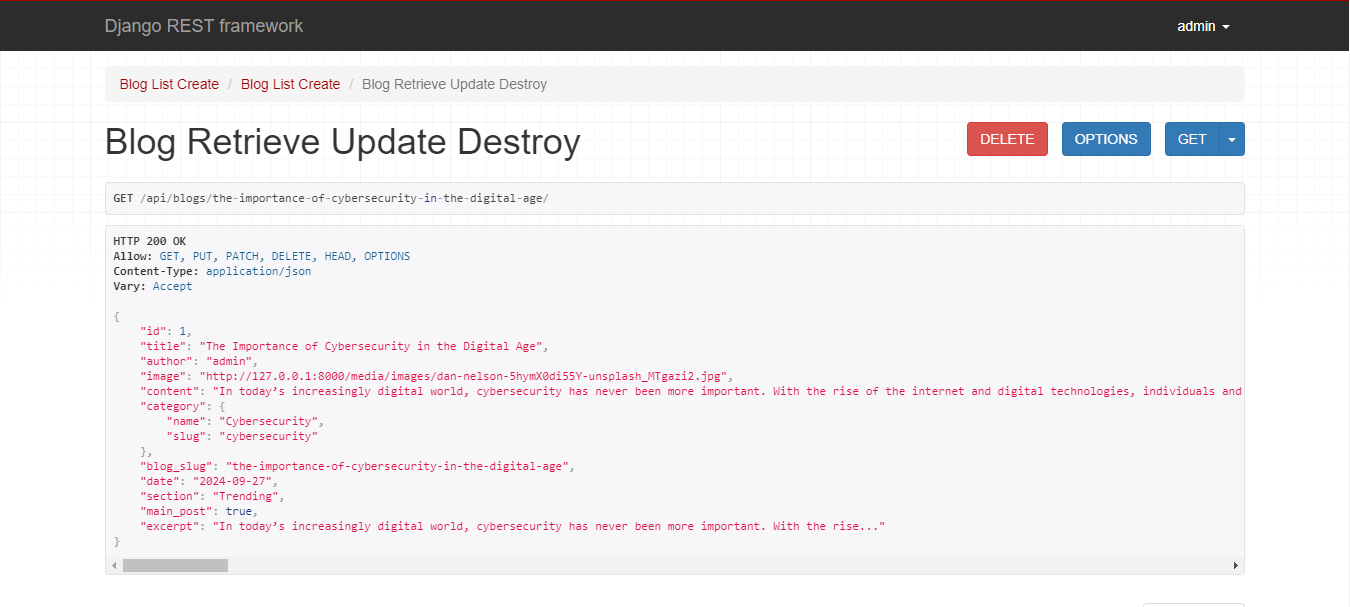 Django REST framework
admin
Blog List Create / Blog List Create / Blog Retrieve Update Destroy
Blog Retrieve Update Destroy
DELETE
OPTIONS
GET
GET /api/blogs/the-importance-of-cybersecurity-in-the-digital-age/
HTTP 200 OK
Allow: GET, PUT, PATCH, DELETE, HEAD, OPTIONS
Content-Type: application/json
Vary: Accept
{
    "id": 1,
    "title": "The Importance of Cybersecurity in the Digital Age",
    "author": "admin",
    "image": "http://127.0.0.1:8000/media/images/dan-nelson-5hymX0di55Y-unsplash_MTgazi2.jpg",
    "content": "In today’s increasingly digital world, cybersecurity has never been more important. With the rise of the internet and digital technologies, individuals and
    "category": {
        "name": "Cybersecurity",
        "slug": "cybersecurity"
    },
    "blog_slug": "the-importance-of-cybersecurity-in-the-digital-age",
    "date": "2024-09-27",
    "section": "Trending",
    "main_post": true,
    "excerpt": "In today’s increasingly digital world, cybersecurity has never been more important. With the rise..."
}